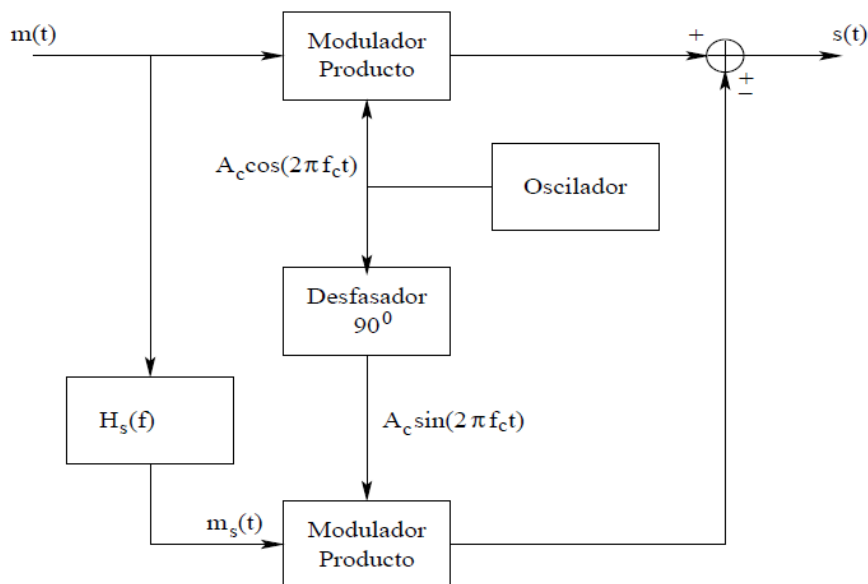 m(t)
Modulador
Producto
+
s(t)
±
A_c cos(2π f_c t)
Oscilador
Desfasador
90⁰
H_s(f)
A_c sin(2π f_c t)
m_s(t)
Modulador
Producto